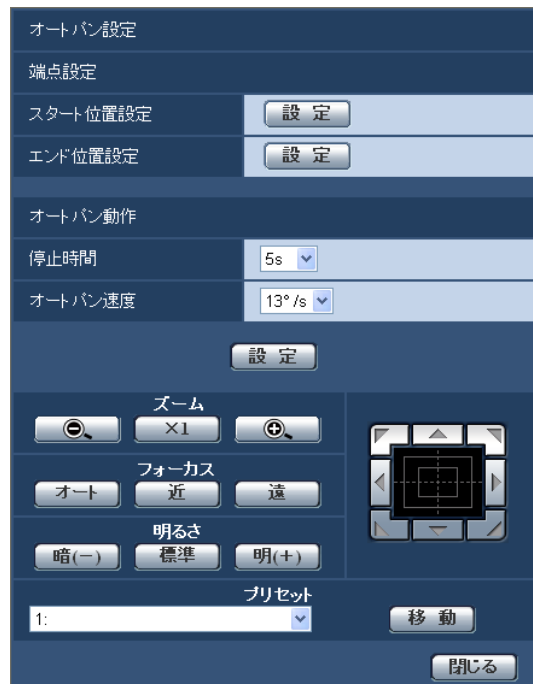 オートパン設定
端点設定
スタート位置設定 設 定
エンド位置設定 設 定
オートパン動作
停止時間 5s
オートパン速度 13°/s
設 定
ズーム
×1
フォーカス
オート 近 遠
明るさ
暗(－) 標準 明(＋)
プリセット
1: 移 動
閉じる